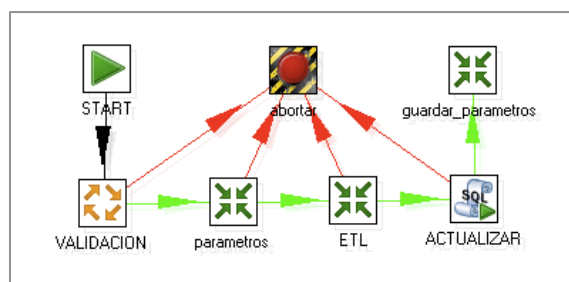 START
abortar
guardar_parametros
VALIDACION
parametros
ETL
SQL
ACTUALIZAR